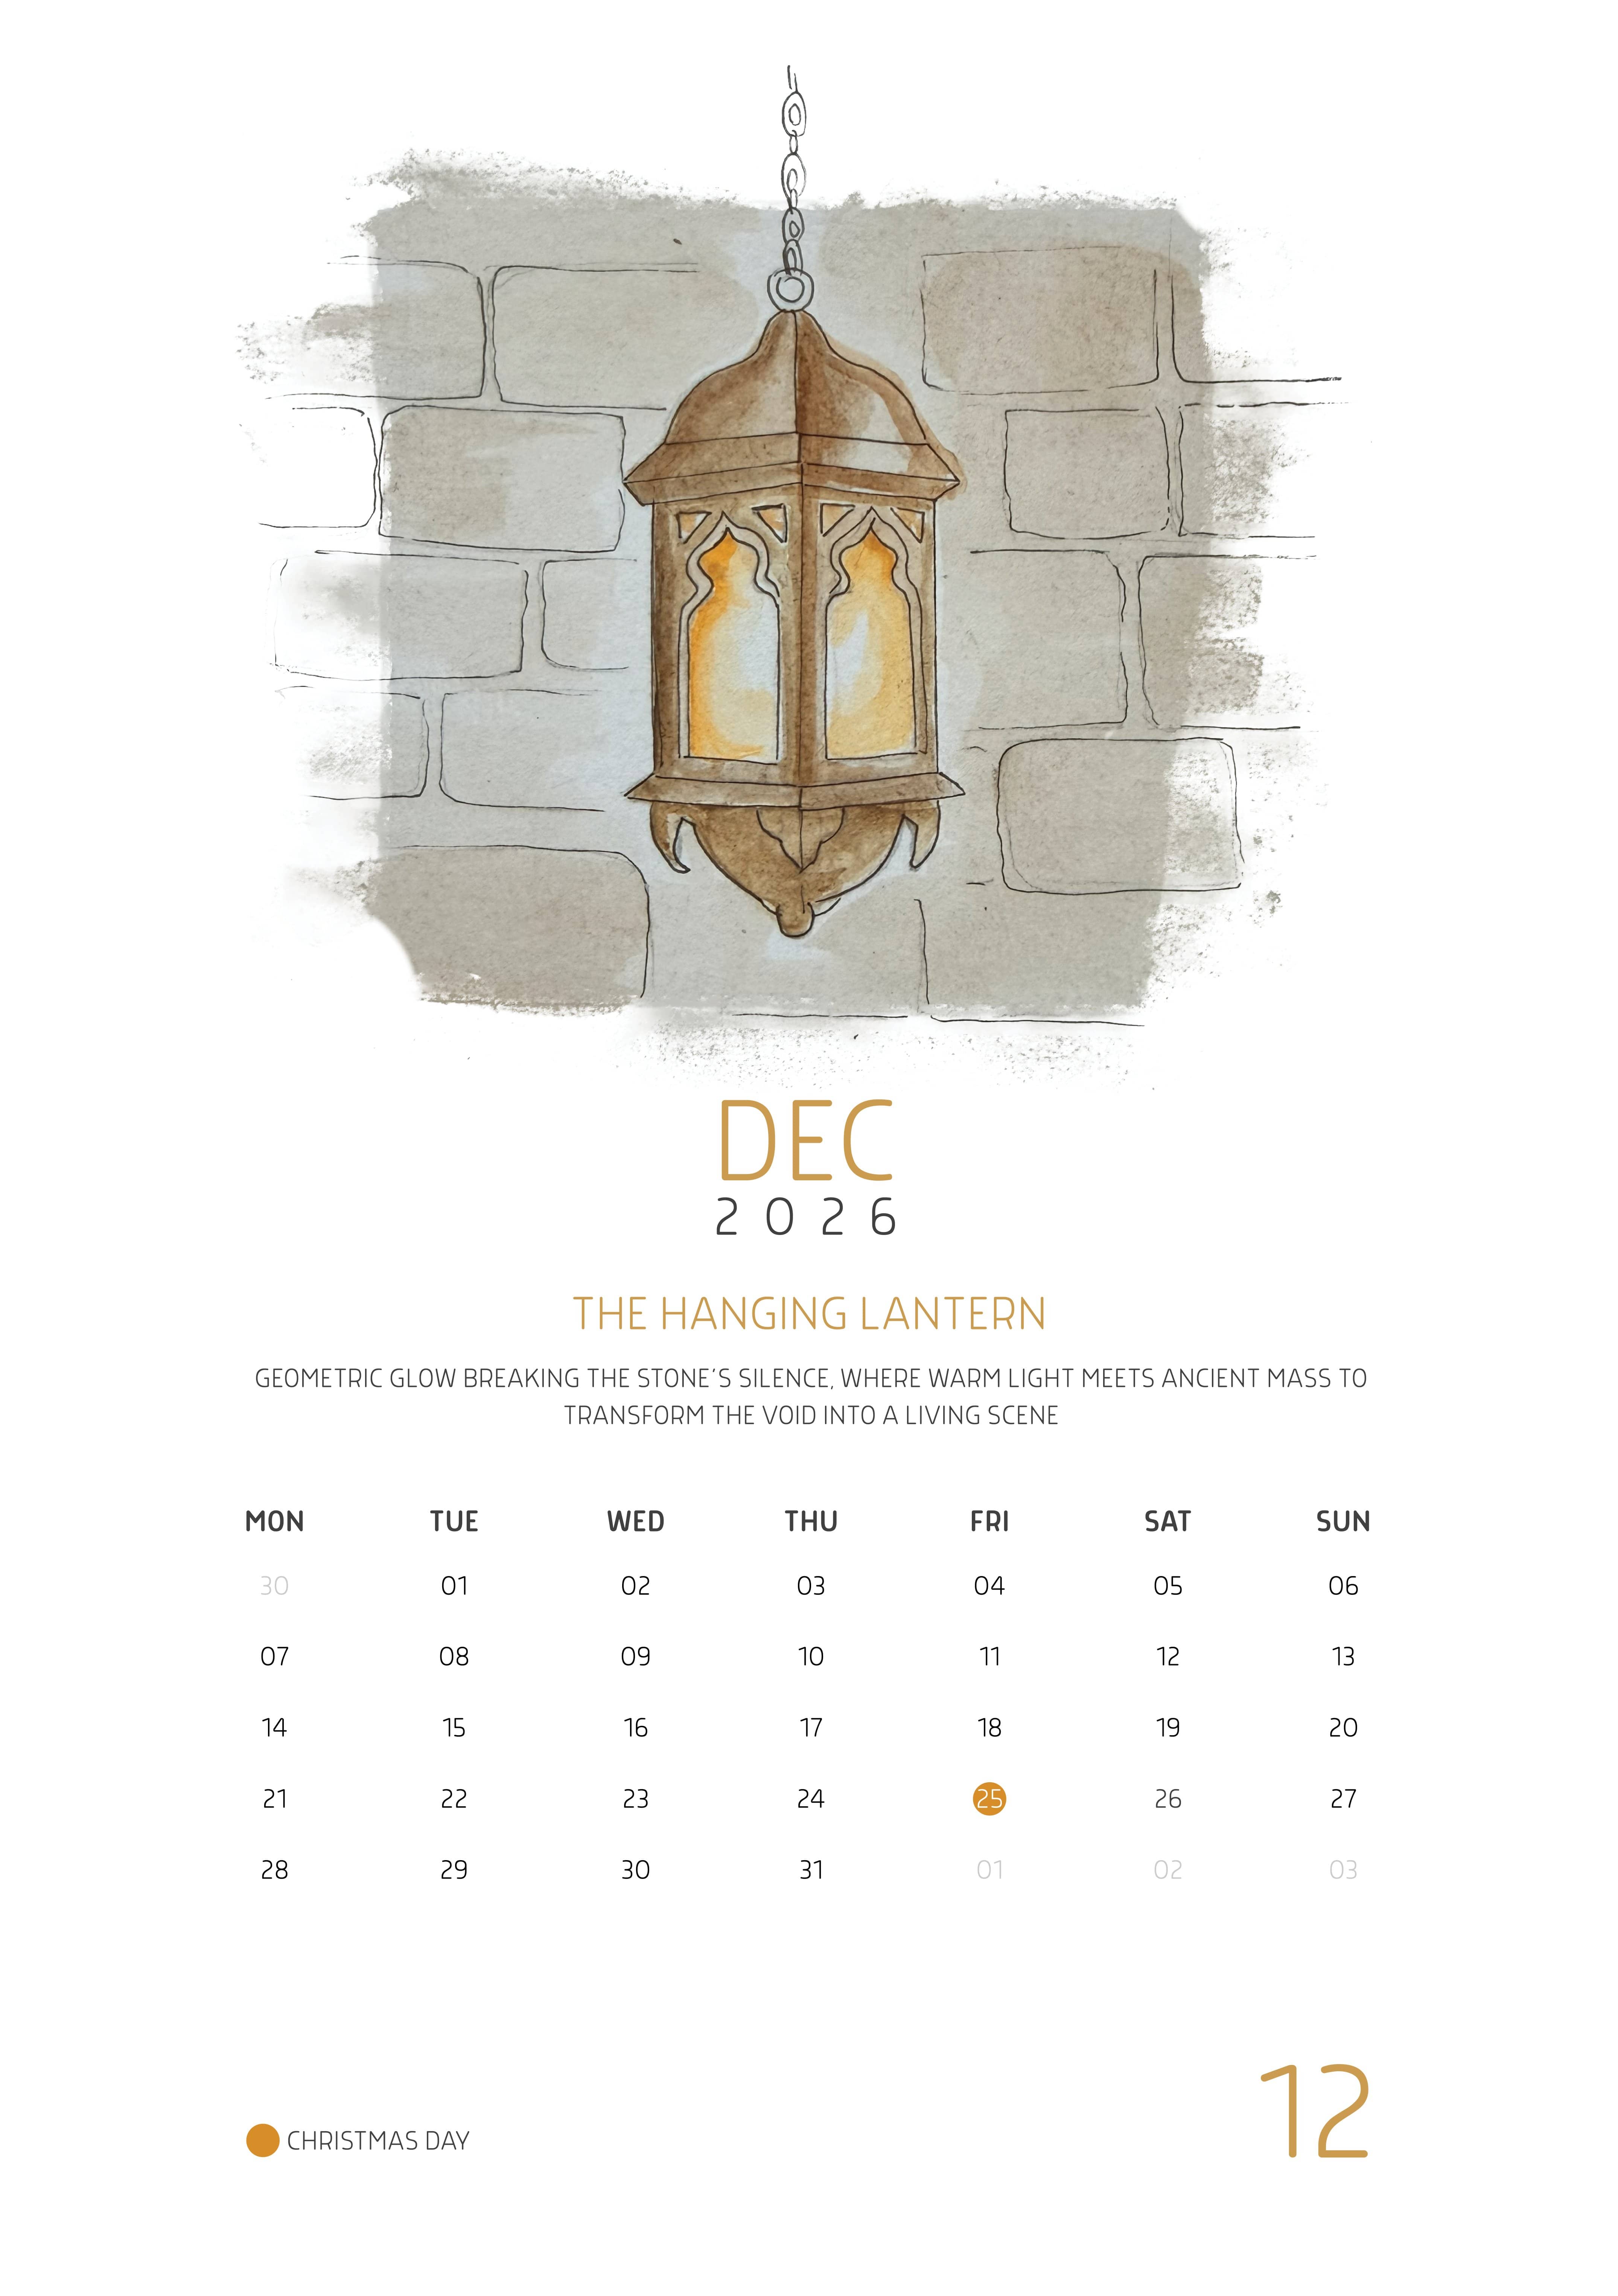 DEC
2026
THE HANGING LANTERN
GEOMETRIC GLOW BREAKING THE STONE'S SILENCE, WHERE WARM LIGHT MEETS ANCIENT MASS TO
TRANSFORM THE VOID INTO A LIVING SCENE
MON TUE WED THU FRI SAT SUN
30 01 02 03 04 05 06
07 08 09 10 11 12 13
14 15 16 17 18 19 20
21 22 23 24 25 26 27
28 29 30 31 01 02 03
CHRISTMAS DAY
12